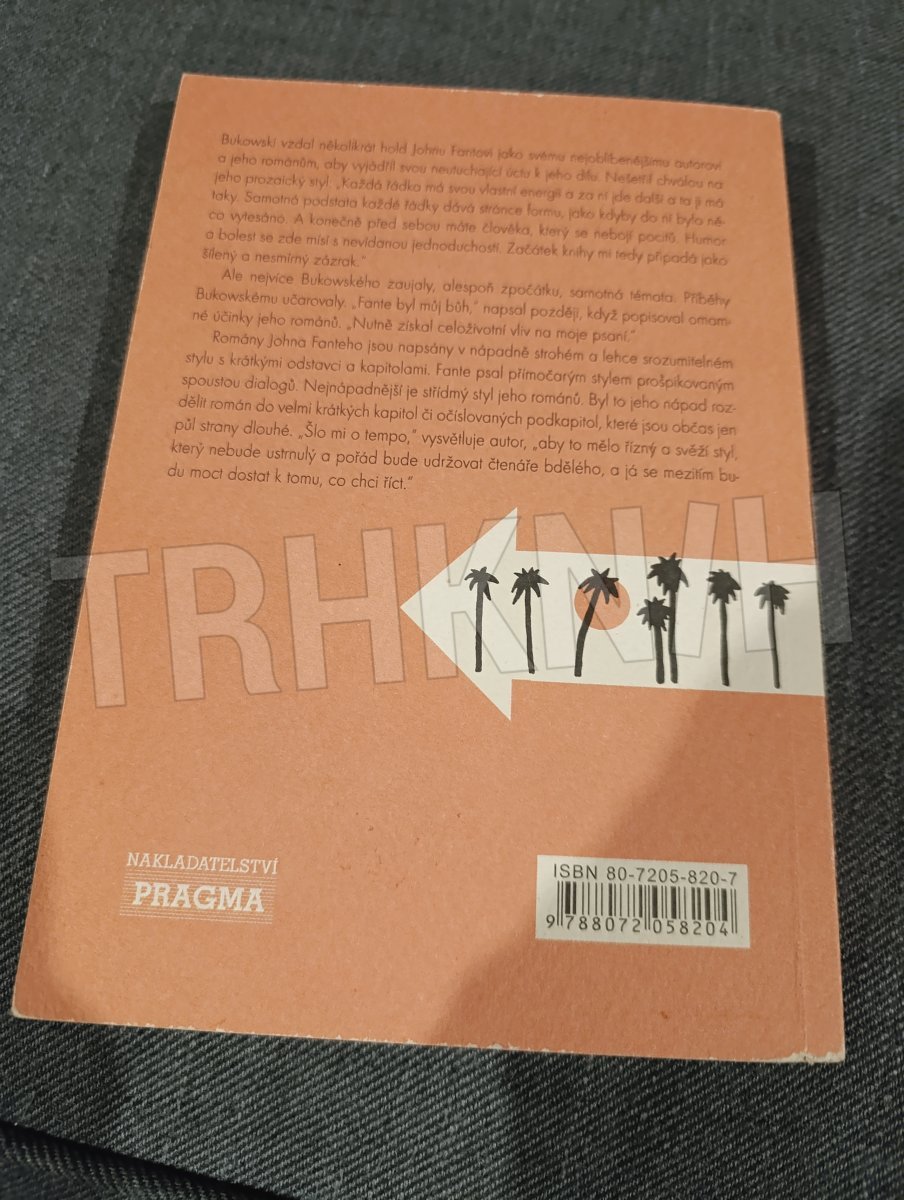 Bukowski vzdal několikrát hold Johnu Fantovi jako svému nejoblíbenějšímu autorovi
a jeho románům, aby vyjádřil svou neutuchající úctu k jeho dílu. Nešetřil chválou na
jeho prozaický styl. „Každá řádka má svou vlastní energii a za ní jde další a ta ji má
taky. Samotná podstata každé řádky dává stránce formu, jako kdyby do ní bylo ně-
co vytesáno. A konečně před sebou máte člověka, který se nebojí pocitů. Humor
a bolest se zde mísí s nevídanou jednoduchostí. Začátek knihy mi tedy připadá jako
šílený a nesmírný zázrak.“
Ale nejvíce Bukowského zaujaly, alespoň zpočátku, samotná témata. Příběhy
Bukowskému učarovaly. „Fante byl můj bůh,“ napsal později, když popisoval omam-
né účinky jeho románů. „Nutně získal celoživotní vliv na moje psaní.“
Romány Johna Fanteho jsou napsány v nápadně strohém a lehce srozumitelném
stylu s krátkými odstavci a kapitolami. Fante psal přímočarým stylem prošpikovaným
spoustou dialogů. Nejnápadnější je střídmý styl jeho románů. Byl to jeho nápad roz-
dělit román do velmi krátkých kapitol či očíslovaných podkapitol, které jsou občas jen
půl strany dlouhé. „Šlo mi o tempo,“ vysvětluje autor, „aby to mělo řízný a svěží styl,
který nebude ustrnulý a pořád bude udržovat čtenáře bdělého, a já se mezitím bu-
du moct dostat k tomu, co chci říct.“
TRHKNIH
NAKLADATELSTVÍ
PRAGMA
ISBN 80-7205-820-7
9 788072 058204